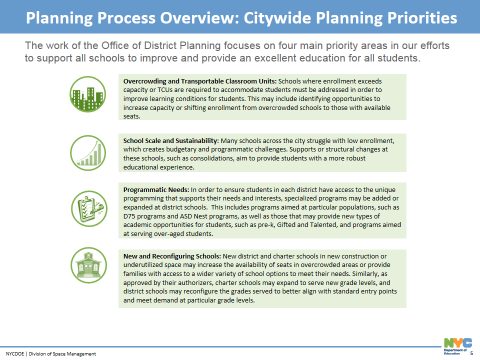 Planning Process Overview: Citywide Planning Priorities
The work of the Office of District Planning focuses on four main priority areas in our efforts
to support all schools to improve and provide an excellent education for all students.
Overcrowding and Transportable Classroom Units: Schools where enrollment exceeds
capacity or TCUs are required to accommodate students must be addressed in order to
improve learning conditions for students. This may include identifying opportunities to
increase capacity or shifting enrollment from overcrowded schools to those with available
seats.
School Scale and Sustainability: Many schools across the city struggle with low enrollment,
which creates budgetary and programmatic challenges. Supports or structural changes at
these schools, such as consolidations, aim to provide students with a more robust
educational experience.
Programmatic Needs: In order to ensure students in each district have access to the unique
programming that supports their needs and interests, specialized programs may be added or
expanded at district schools. This includes programs aimed at particular populations, such as
D75 programs and ASD Nest programs, as well as those that may provide new types of
academic opportunities for students, such as pre-k, Gifted and Talented, and programs aimed
at serving over-aged students.
New and Reconfiguring Schools: New district and charter schools in new construction or
underutilized space may increase the availability of seats in overcrowded areas or provide
families with access to a wider variety of school options to meet their needs. Similarly, as
approved by their authorizers, charter schools may expand to serve new grade levels, and
district schools may reconfigure the grades served to better align with standard entry points
and meet demand at particular grade levels.
NYC
Department of
Education
NYCDOE | Division of Space Management
6